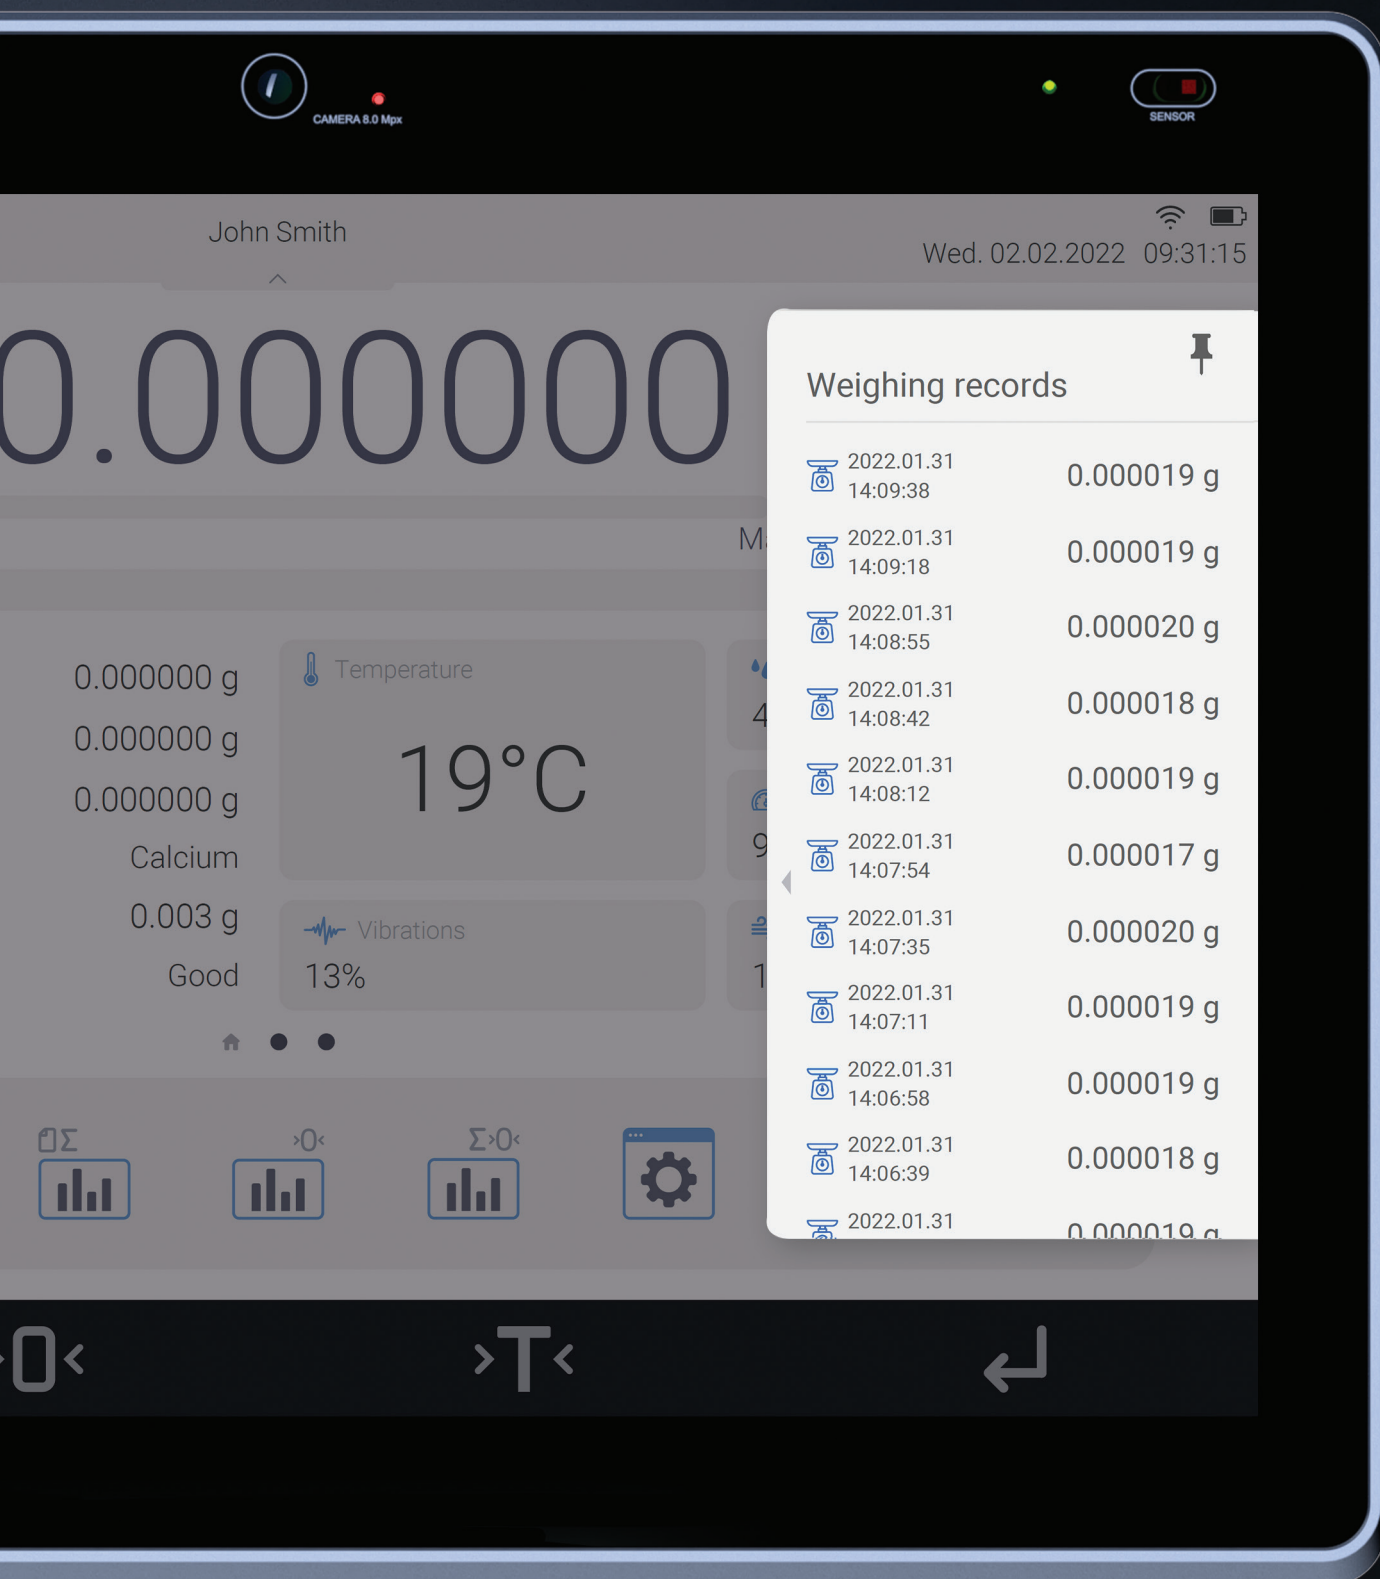 CAMERA 8.0 Mpx
SENSOR
John Smith
Wed. 02.02.2022 09:31:15
0.000000
Weighing records
2022.01.31
14:09:38
0.000019 g
2022.01.31
14:09:18
0.000019 g
2022.01.31
14:08:55
0.000020 g
2022.01.31
14:08:42
0.000018 g
2022.01.31
14:08:12
0.000019 g
2022.01.31
14:07:54
0.000017 g
2022.01.31
14:07:35
0.000020 g
2022.01.31
14:07:11
0.000019 g
2022.01.31
14:06:58
0.000019 g
2022.01.31
14:06:39
0.000018 g
2022.01.31
0.000019 g
0.000000 g
0.000000 g
0.000000 g
Calcium
0.003 g
Good
Temperature
19°C
Vibrations
13%
Σ
>0<
Σ>0<
0<
>T<